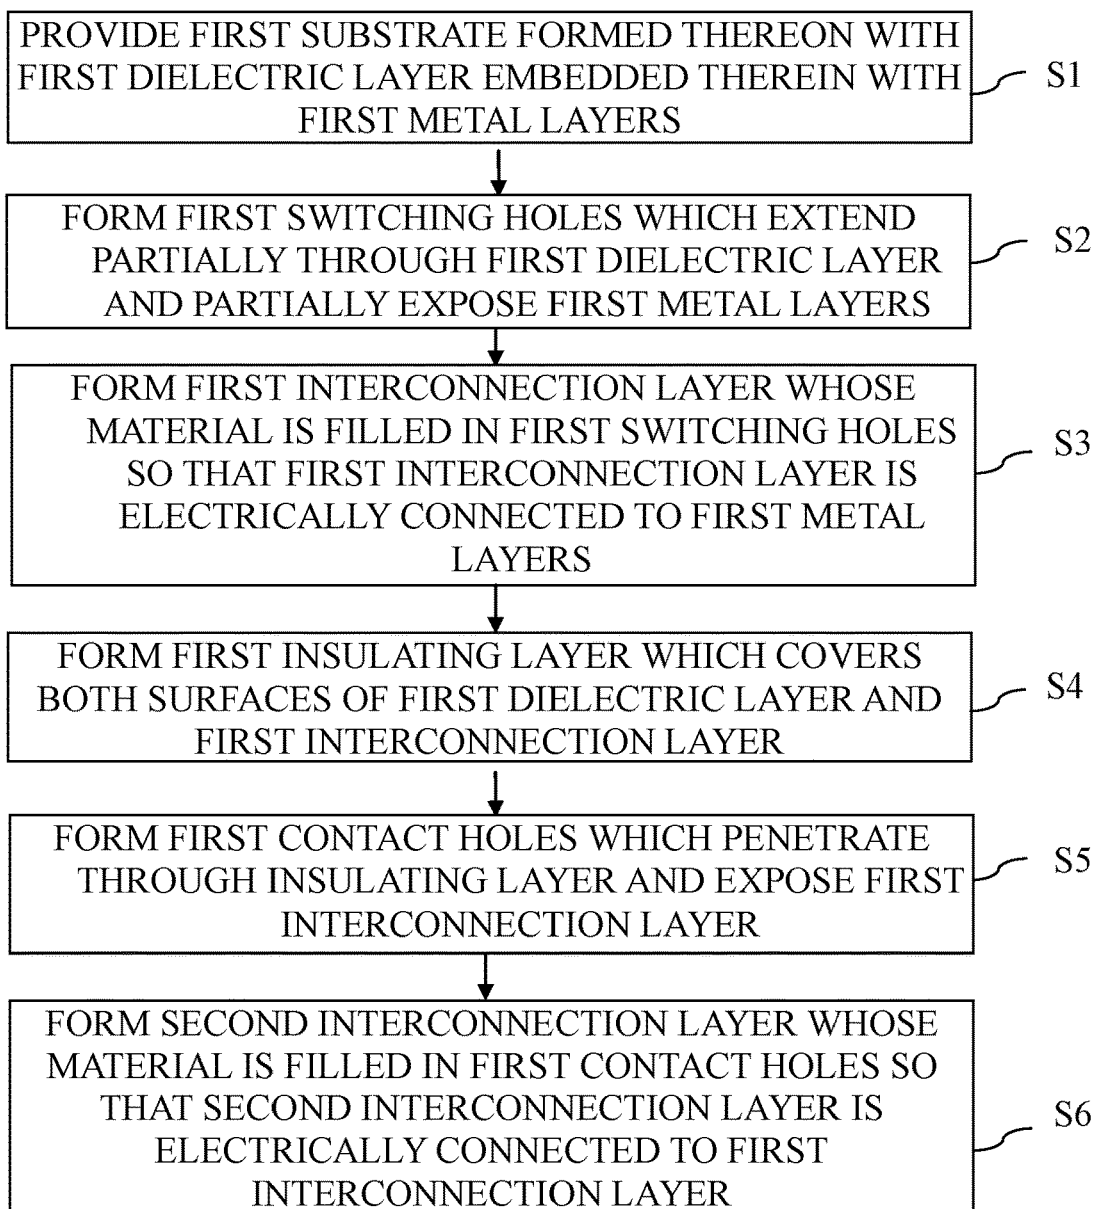 PROVIDE FIRST SUBSTRATE FORMED THEREON WITH
FIRST DIELECTRIC LAYER EMBEDDED THEREIN WITH
FIRST METAL LAYERS
S1
FORM FIRST SWITCHING HOLES WHICH EXTEND
PARTIALLY THROUGH FIRST DIELECTRIC LAYER
AND PARTIALLY EXPOSE FIRST METAL LAYERS
S2
FORM FIRST INTERCONNECTION LAYER WHOSE
MATERIAL IS FILLED IN FIRST SWITCHING HOLES
SO THAT FIRST INTERCONNECTION LAYER IS
ELECTRICALLY CONNECTED TO FIRST METAL
LAYERS
S3
FORM FIRST INSULATING LAYER WHICH COVERS
BOTH SURFACES OF FIRST DIELECTRIC LAYER AND
FIRST INTERCONNECTION LAYER
S4
FORM FIRST CONTACT HOLES WHICH PENETRATE
THROUGH INSULATING LAYER AND EXPOSE FIRST
INTERCONNECTION LAYER
S5
FORM SECOND INTERCONNECTION LAYER WHOSE
MATERIAL IS FILLED IN FIRST CONTACT HOLES SO
THAT SECOND INTERCONNECTION LAYER IS
ELECTRICALLY CONNECTED TO FIRST
INTERCONNECTION LAYER
S6